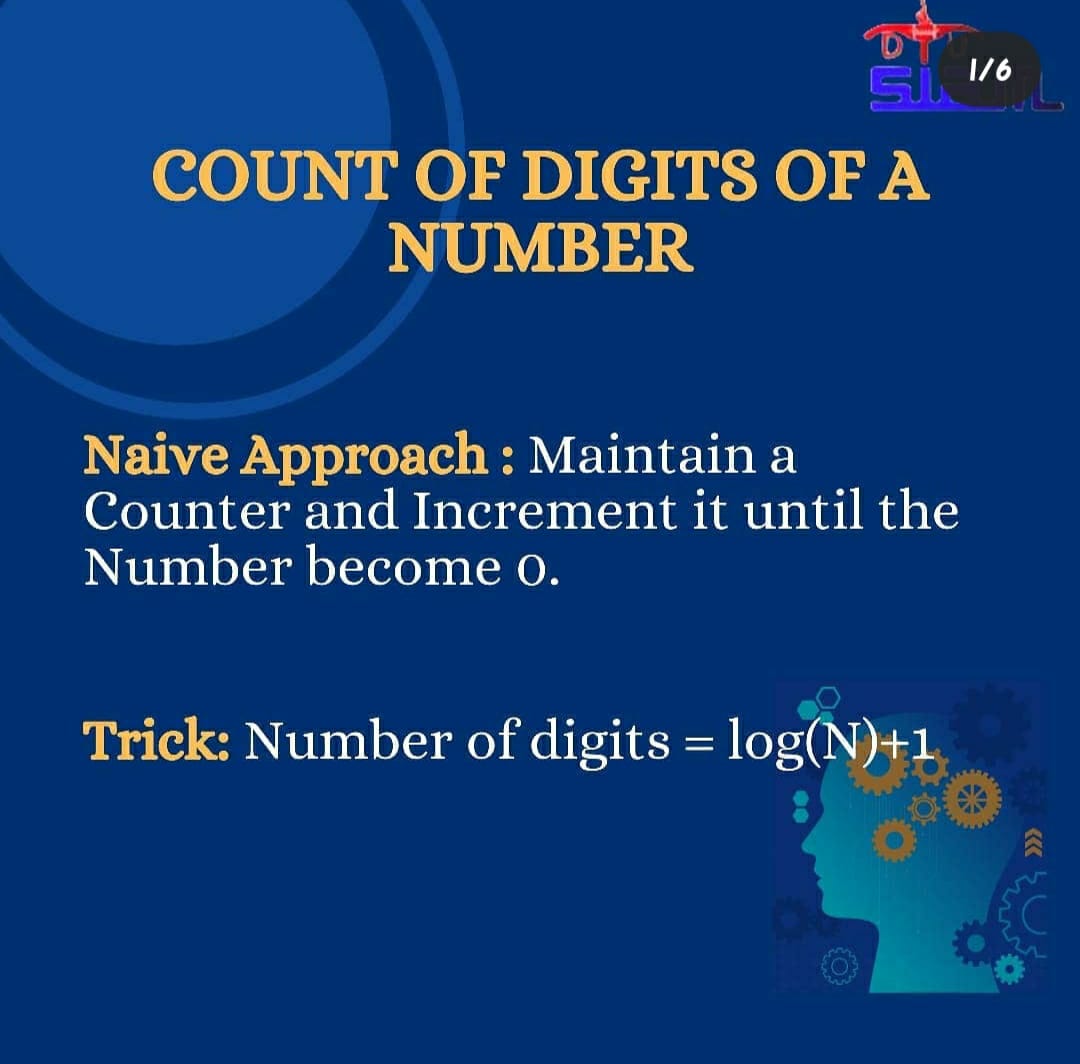 D T U
1/6
COUNT OF DIGITS OF A
NUMBER
Naive Approach : Maintain a
Counter and Increment it until the
Number become 0.
Trick: Number of digits = log(N)+1